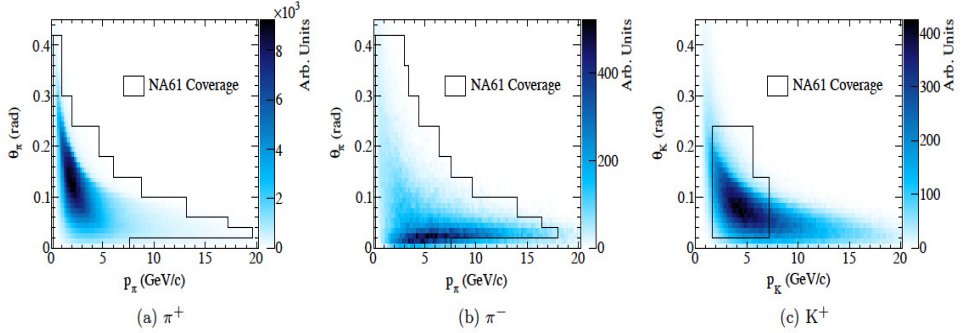 ×10³
0.4
0.3
0.2
0.1
0
θπ (rad)
NA61 Coverage
8
6
4
2
0
Arb. Units
0 5 10 15 20
pπ (GeV/c)
(a) π⁺
0.4
0.3
0.2
0.1
0
θπ (rad)
NA61 Coverage
400
200
0
Arb. Units
0 5 10 15 20
pπ (GeV/c)
(b) π⁻
0.4
0.3
0.2
0.1
0
θK (rad)
NA61 Coverage
400
300
200
100
0
Arb. Units
0 5 10 15 20
pK (GeV/c)
(c) K⁺